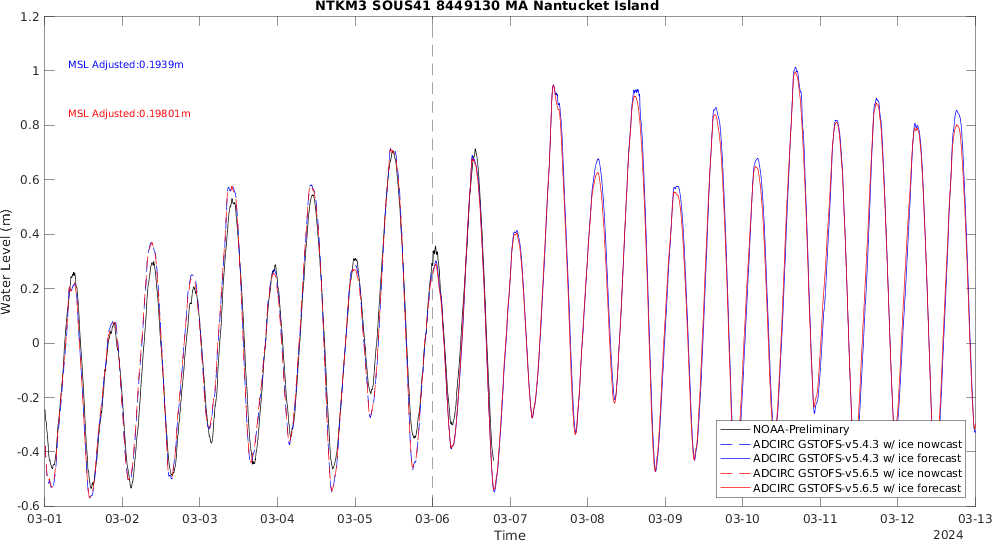 NTKM3 SOUS41 8449130 MA Nantucket Island
1.2
1
0.8
0.6
0.4
0.2
0
-0.2
-0.4
-0.6
Water Level (m)
MSL Adjusted:0.1939m
MSL Adjusted:0.19801m
NOAA-Preliminary
ADCIRC GSTOFS-v5.4.3 w/ ice nowcast
ADCIRC GSTOFS-v5.4.3 w/ ice forecast
ADCIRC GSTOFS-v5.6.5 w/ ice nowcast
ADCIRC GSTOFS-v5.6.5 w/ ice forecast
03-01 03-02 03-03 03-04 03-05 03-06 03-07 03-08 03-09 03-10 03-11 03-12 03-13
Time
2024